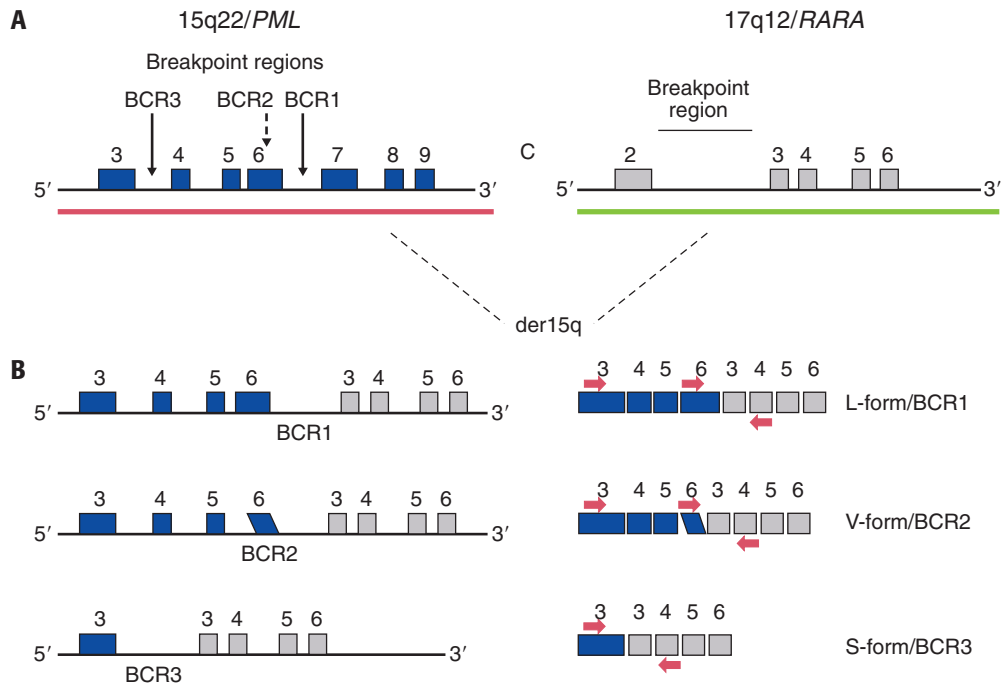 A
15q22/PML
17q12/RARA
Breakpoint regions
BCR3 BCR2 BCR1
3 4 5 6 7 8 9
5′ 3′
Breakpoint
region
C
2 3 4 5 6
5′ 3′
der15q
B
3 4 5 6 3 4 5 6
5′ 3′
BCR1
3 4 5 6 3 4 5 6
L-form/BCR1
3 4 5 6 3 4 5 6
5′ 3′
BCR2
3 4 5 6 3 4 5 6
V-form/BCR2
3 3 4 5 6
5′ 3′
BCR3
3 3 4 5 6
S-form/BCR3